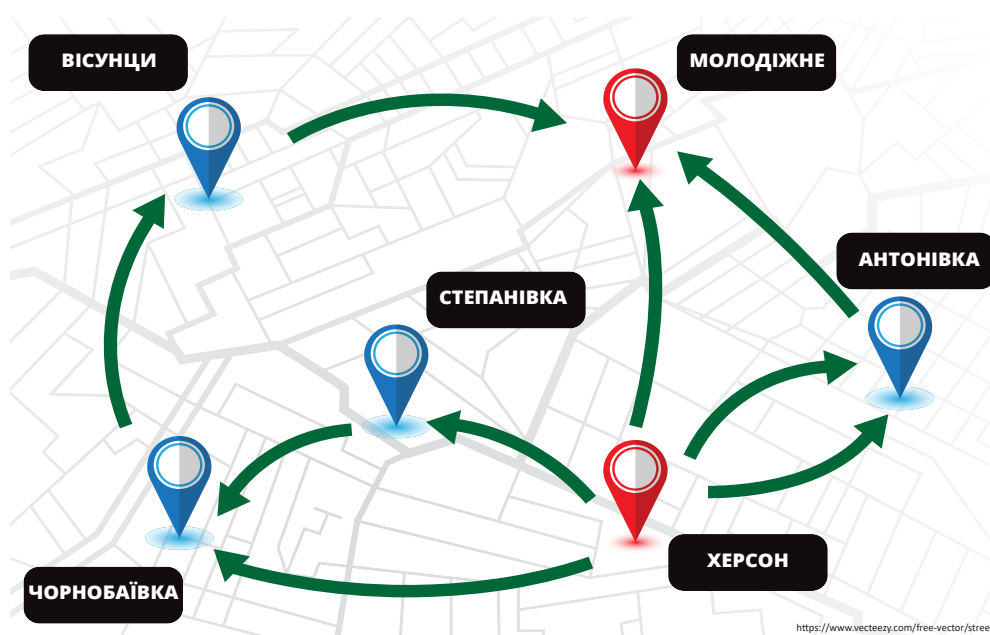 ВІСУНЦИ
МОЛОДІЖНЕ
АНТОНІВКА
СТЕПАНІВКА
ХЕРСОН
ЧОРНОБАЇВКА
https://www.vecteezy.com/free-vector/stree